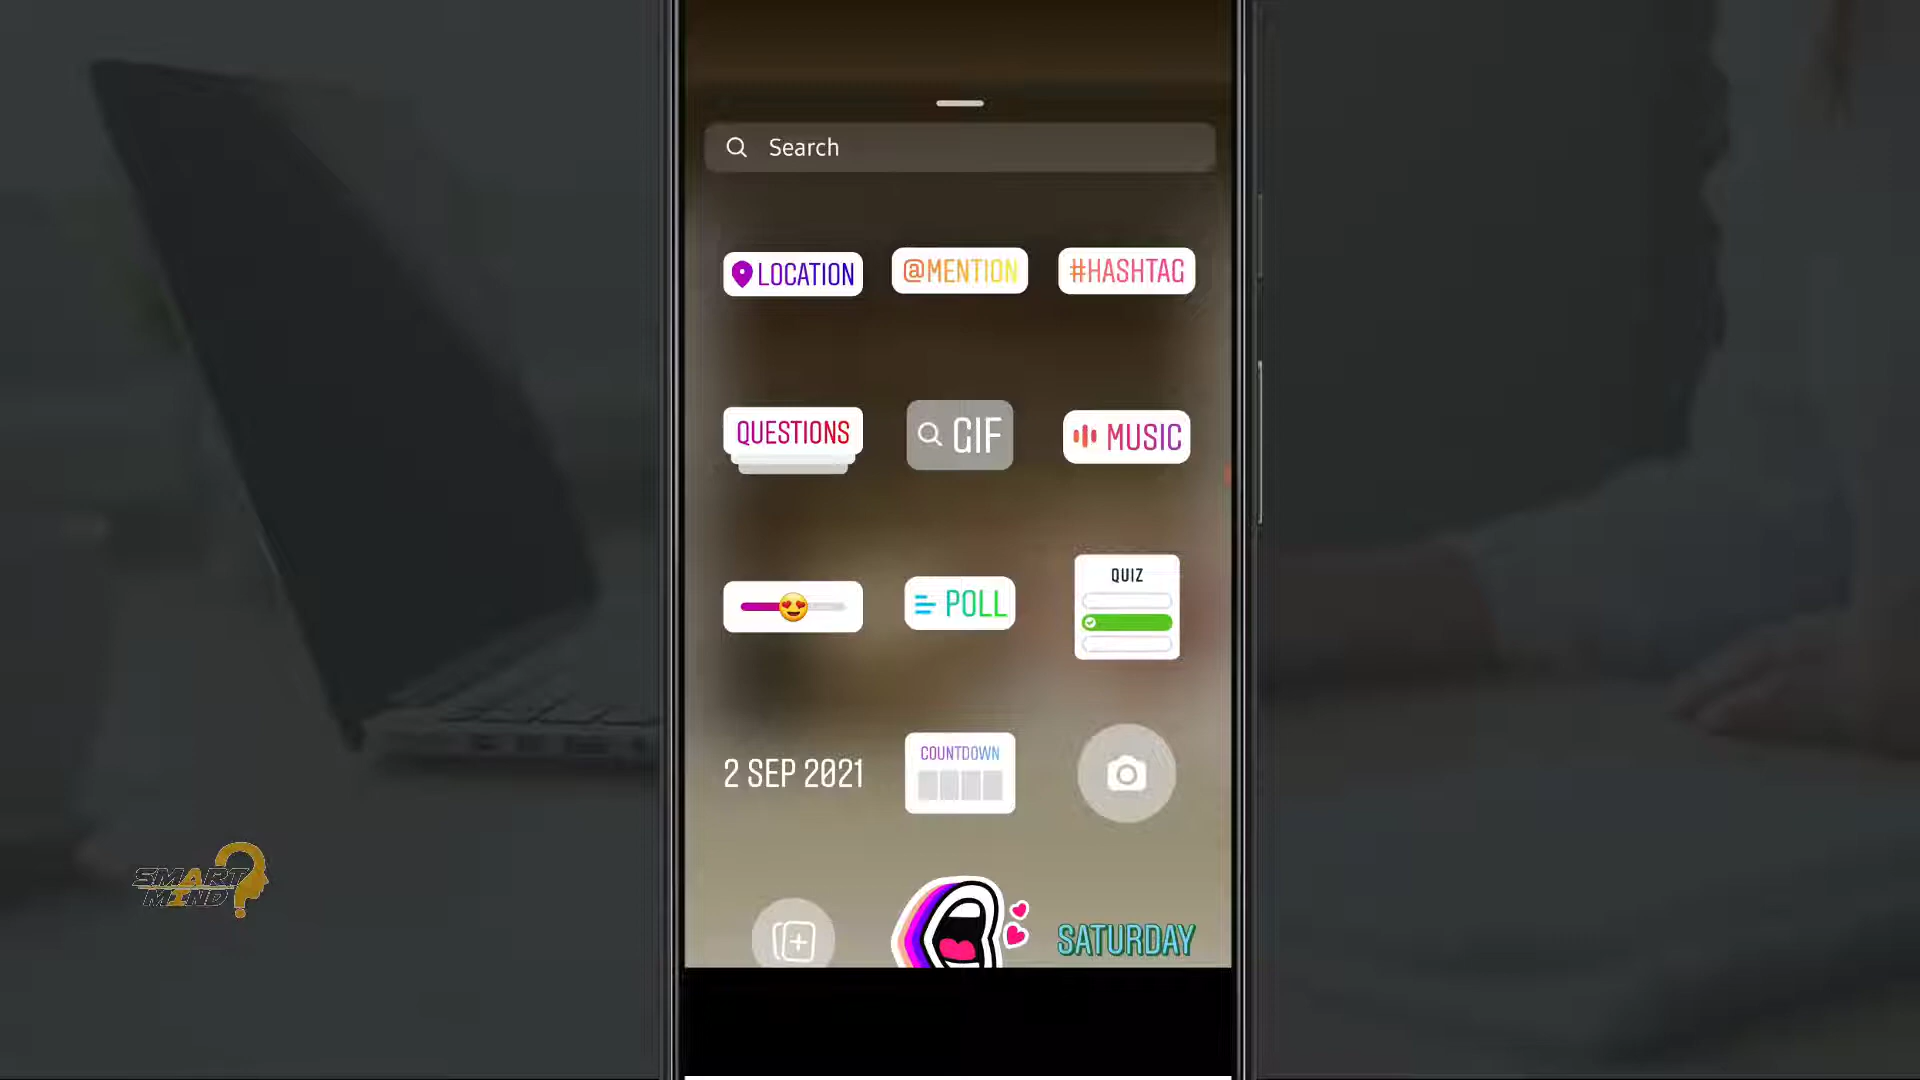 Search
LOCATION
@MENTION
#HASHTAG
QUESTIONS
GIF
MUSIC
POLL
QUIZ
2 SEP 2021
COUNTDOWN
SATURDAY
SMART
MIND